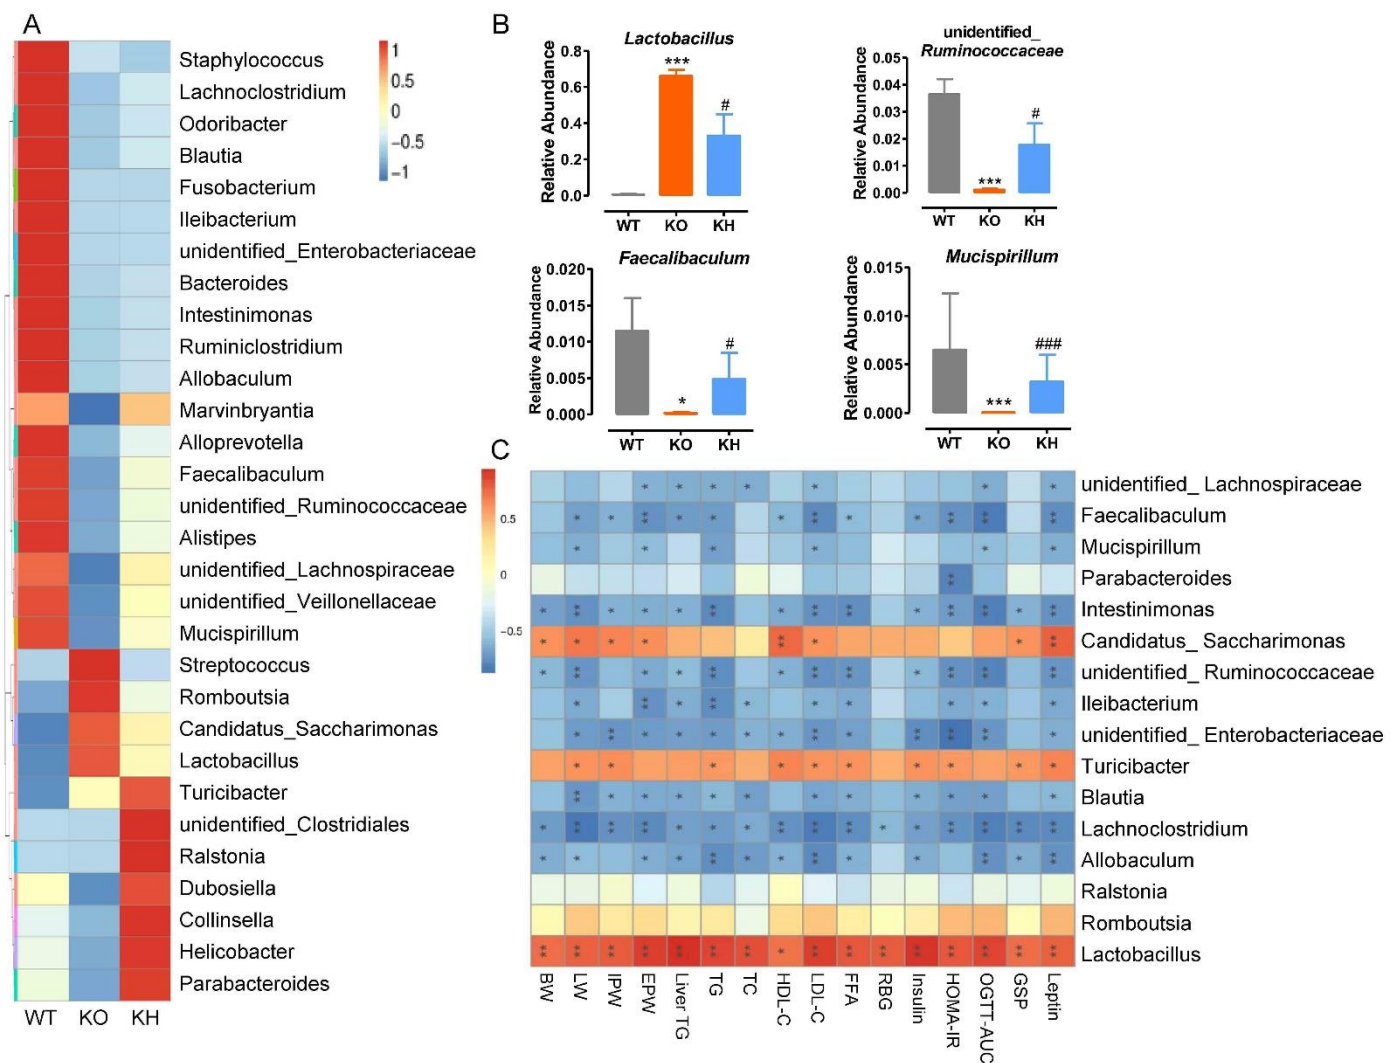 A
Staphylococcus
Lachnoclostridium
Odoribacter
Blautia
Fusobacterium
Ileibacterium
unidentified_Enterobacteriaceae
Bacteroides
Intestinimonas
Ruminiclostridium
Allobaculum
Marvinbryantia
Alloprevotella
Faecalibaculum
unidentified_Ruminococcaceae
Alistipes
unidentified_Lachnospiraceae
unidentified_Veillonellaceae
Mucispirillum
Streptococcus
Romboutsia
Candidatus_Saccharimonas
Lactobacillus
Turicibacter
unidentified_Clostridiales
Ralstonia
Dubosiella
Collinsella
Helicobacter
Parabacteroides
WT KO KH
1
0.5
0
−0.5
−1
B
Lactobacillus
Relative Abundance
0.8
0.6
0.4
0.2
0.0
***
#
WT KO KH
unidentified_
Ruminococcaceae
Relative Abundance
0.05
0.04
0.03
0.02
0.01
0.00
***
#
WT KO KH
Faecalibaculum
Relative Abundance
0.020
0.015
0.010
0.005
0.000
*
#
WT KO KH
Mucispirillum
Relative Abundance
0.015
0.010
0.005
0.000
***
###
WT KO KH
C
0.5
0
−0.5
unidentified_ Lachnospiraceae
Faecalibaculum
Mucispirillum
Parabacteroides
Intestinimonas
Candidatus_ Saccharimonas
unidentified_ Ruminococcaceae
Ileibacterium
unidentified_ Enterobacteriaceae
Turicibacter
Blautia
Lachnoclostridium
Allobaculum
Ralstonia
Romboutsia
Lactobacillus
BW
LW
IPW
EPW
Liver TG
TG
TC
HDL-C
LDL-C
FFA
RBG
Insulin
HOMA-IR
OGTT-AUC
GSP
Leptin